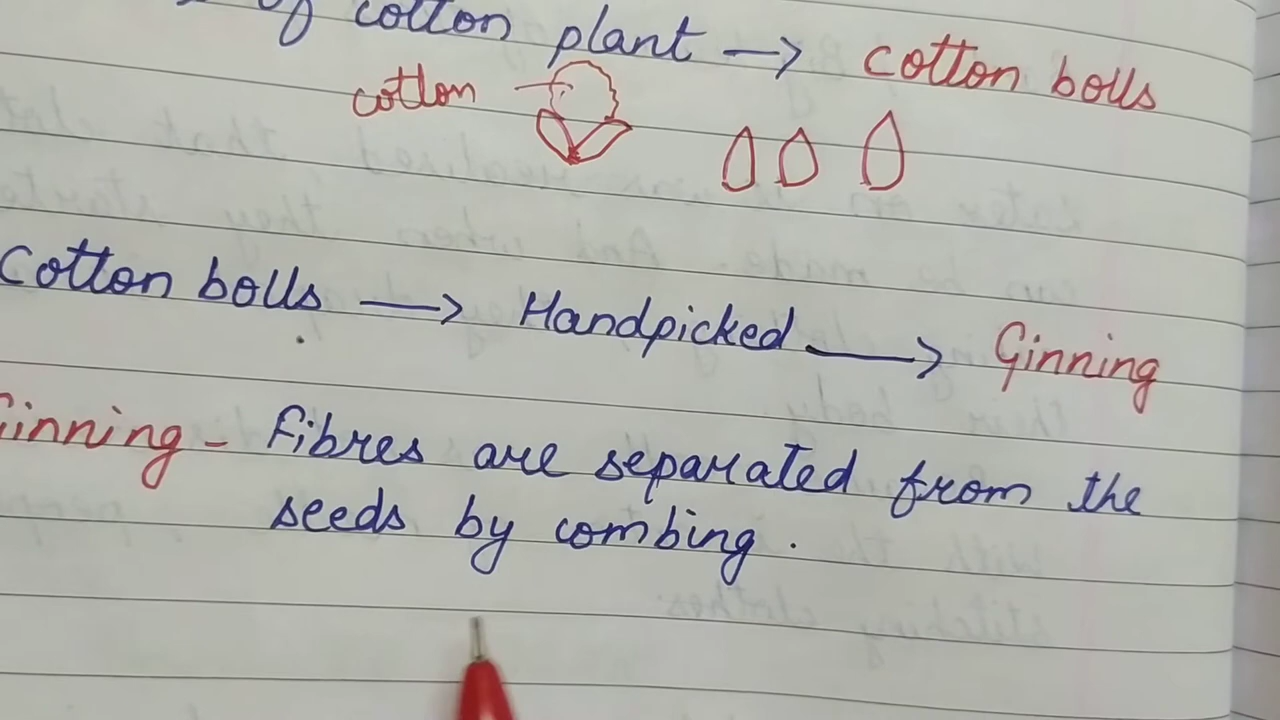 of cotton plant → cotton bolls
cotton
Cotton bolls → Handpicked → Ginning
Ginning - Fibres are separated from the
seeds by combing.